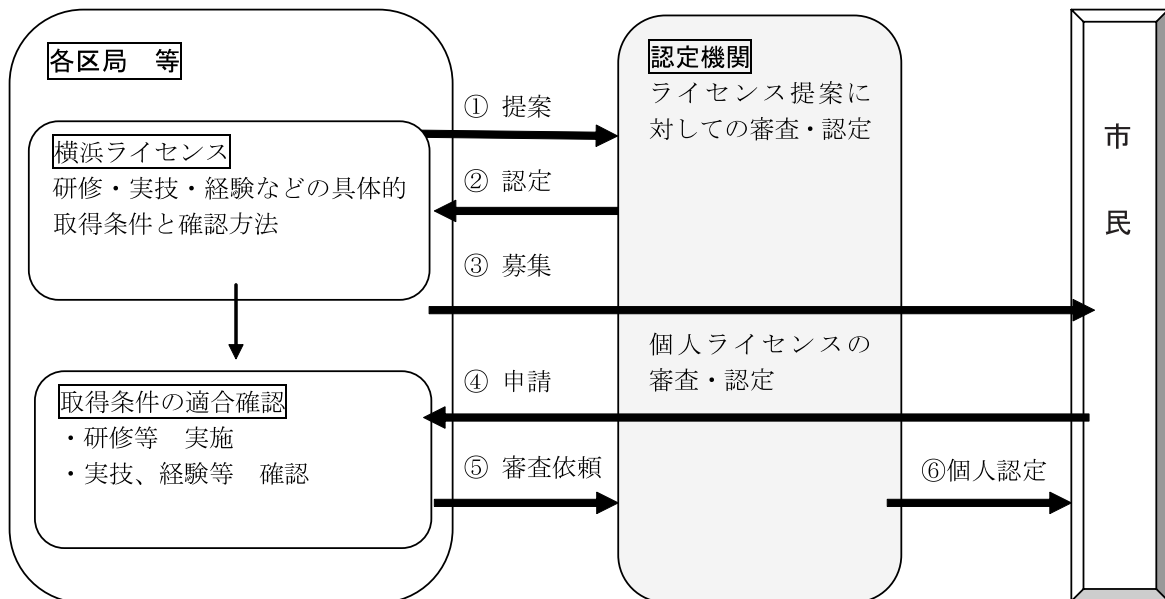 各区局　等
横浜ライセンス
研修・実技・経験などの具体的
取得条件と確認方法
取得条件の適合確認
・研修等　実施
・実技、経験等　確認
① 提案
② 認定
③ 募集
④ 申請
⑤ 審査依頼
認定機関
ライセンス提案に
対しての審査・認定
個人ライセンスの
審査・認定
⑥個人認定
市
民